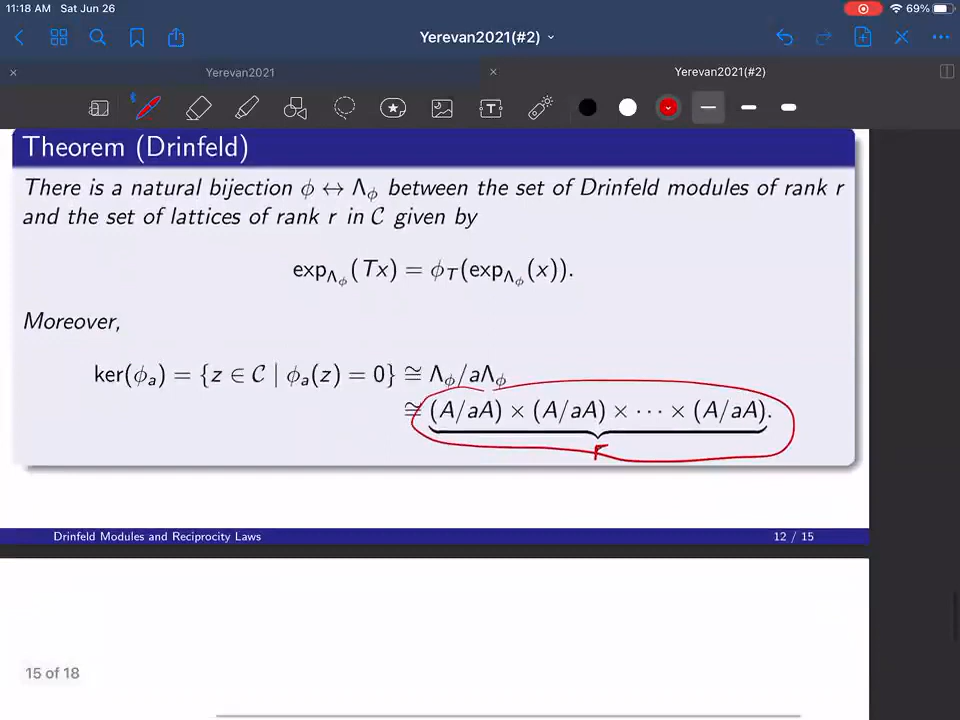 11:18 AM Sat Jun 26
69%
Yerevan2021(#2)
Yerevan2021
Yerevan2021(#2)
T
Theorem (Drinfeld)
There is a natural bijection ϕ ↔ Λ_ϕ between the set of Drinfeld modules of rank r
and the set of lattices of rank r in 𝒞 given by
exp_{Λ_ϕ}(Tx) = ϕ_T(exp_{Λ_ϕ}(x)).
Moreover,
ker(ϕ_a) = {z ∈ 𝒞 | ϕ_a(z) = 0} ≅ Λ_ϕ/aΛ_ϕ
≅ (A/aA) × (A/aA) × ··· × (A/aA).
r
Drinfeld Modules and Reciprocity Laws 12 / 15
15 of 18